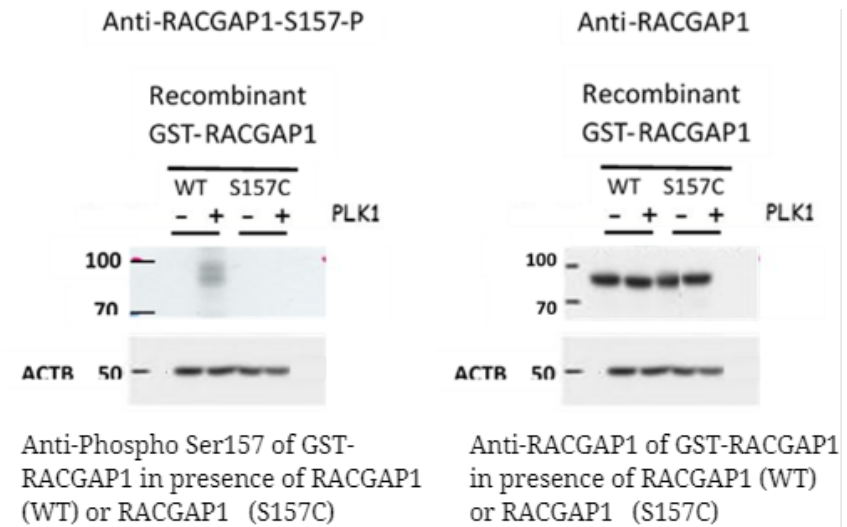 Anti-RACGAP1-S157-P
Recombinant
GST-RACGAP1
WT S157C
- + - + PLK1
100
70
ACTB 50
Anti-Phospho Ser157 of GST-
RACGAP1 in presence of RACGAP1
(WT) or RACGAP1 (S157C)
Anti-RACGAP1
Recombinant
GST-RACGAP1
WT S157C
- + - + PLK1
100
70
ACTB 50
Anti-RACGAP1 of GST-RACGAP1
in presence of RACGAP1 (WT)
or RACGAP1 (S157C)